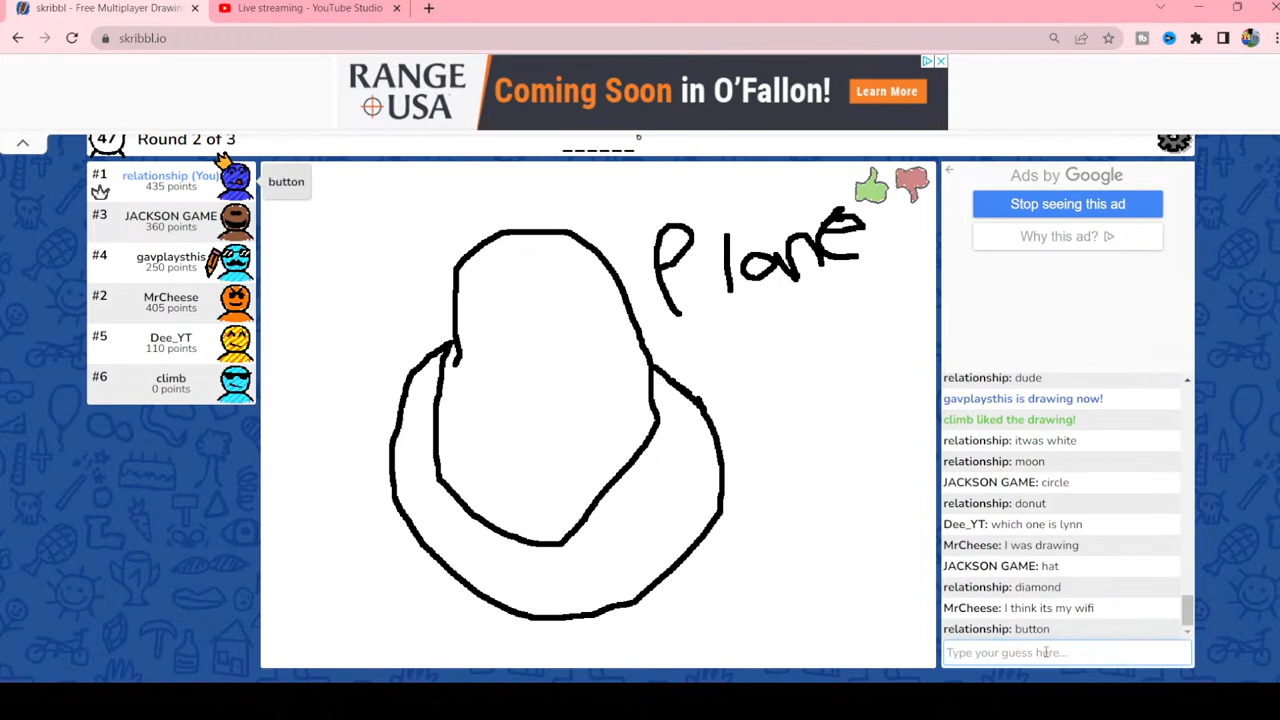 skribbl - Free Multiplayer Drawin
Live streaming - YouTube Studio
skribbl.io
RANGE USA
Coming Soon in O'Fallon!
Learn More
47
Round 2 of 3
______ 6
#1 relationship (You)
435 points
button
#3 JACKSON GAME
360 points
#4 gavplaysthis
250 points
#2 MrCheese
405 points
#5 Dee_YT
110 points
#6 climb
0 points
Plane
Ads by Google
Stop seeing this ad
Why this ad?
relationship: dude
gavplaysthis is drawing now!
climb liked the drawing!
relationship: itwas white
relationship: moon
JACKSON GAME: circle
relationship: donut
Dee_YT: which one is lynn
MrCheese: I was drawing
JACKSON GAME: hat
relationship: diamond
MrCheese: I think its my wifi
relationship: button
Type your guess here...